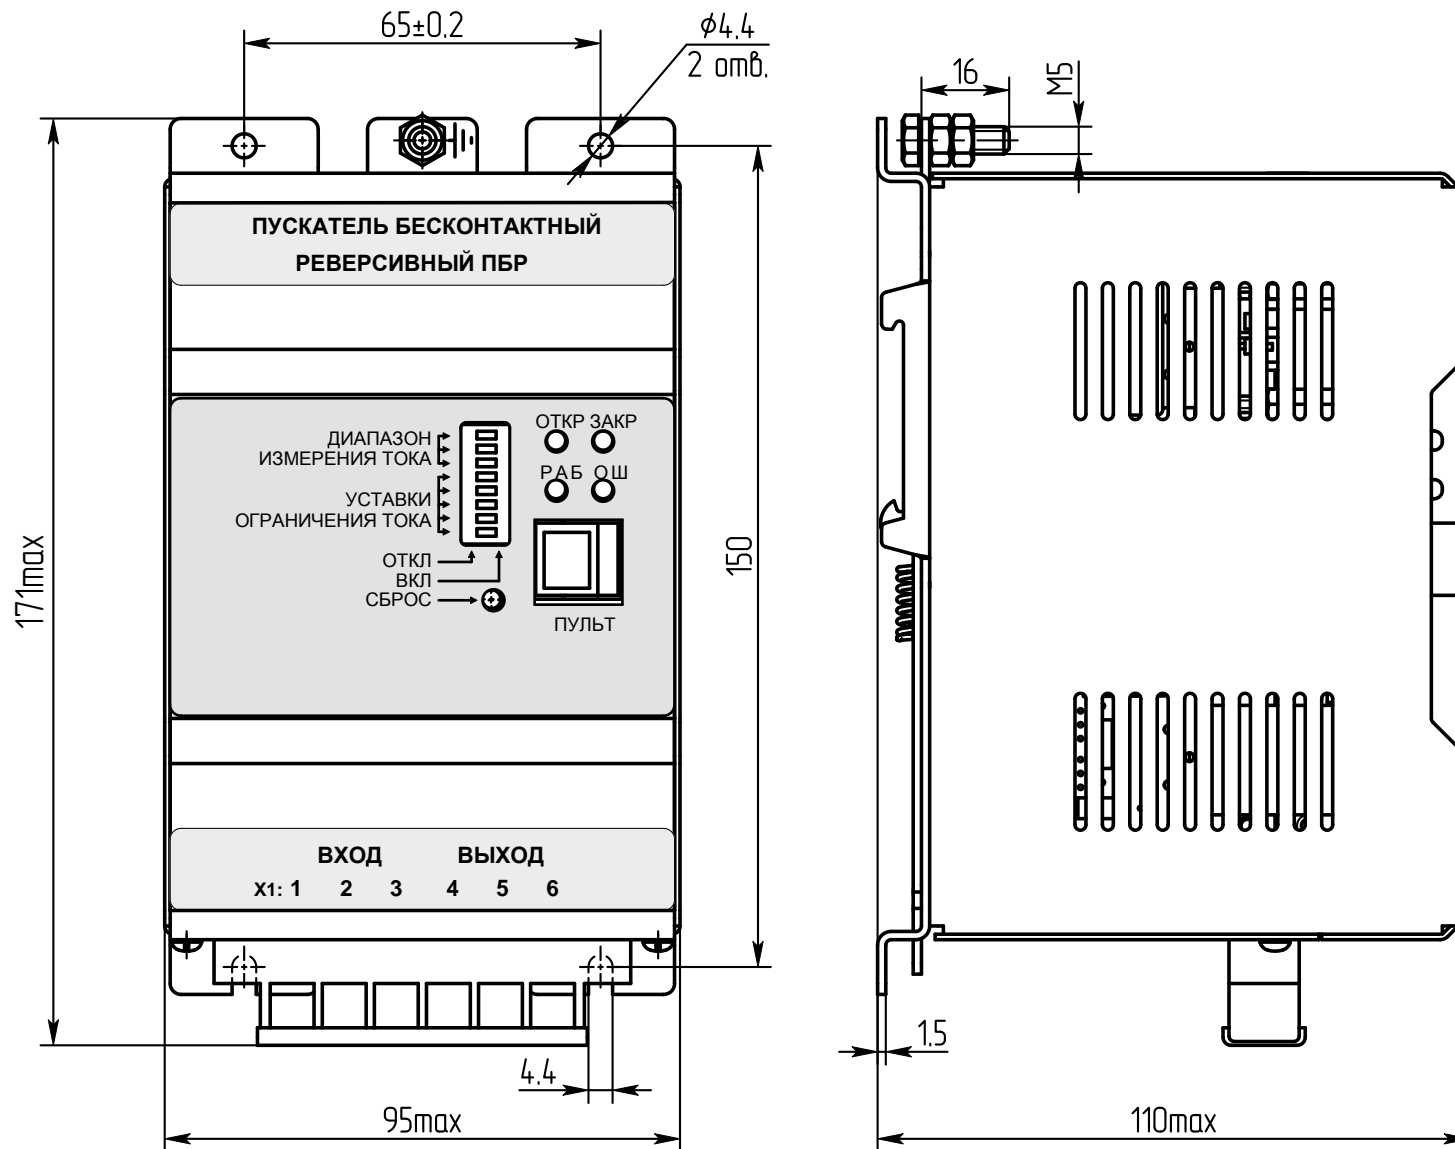 65±0,2
ϕ4,4
2 отв.
16
M5
ПУСКАТЕЛЬ БЕСКОНТАКТНЫЙ
РЕВЕРСИВНЫЙ ПБР
ОТКР ЗАКР
ДИАПАЗОН
ИЗМЕРЕНИЯ ТОКА
РАБ ОШ
УСТАВКИ
ОГРАНИЧЕНИЯ ТОКА
ОТКЛ
ВКЛ
СБРОС
ПУЛЬТ
171max
150
ВХОД ВЫХОД
X1: 1 2 3 4 5 6
1,5
4,4
95max
110max